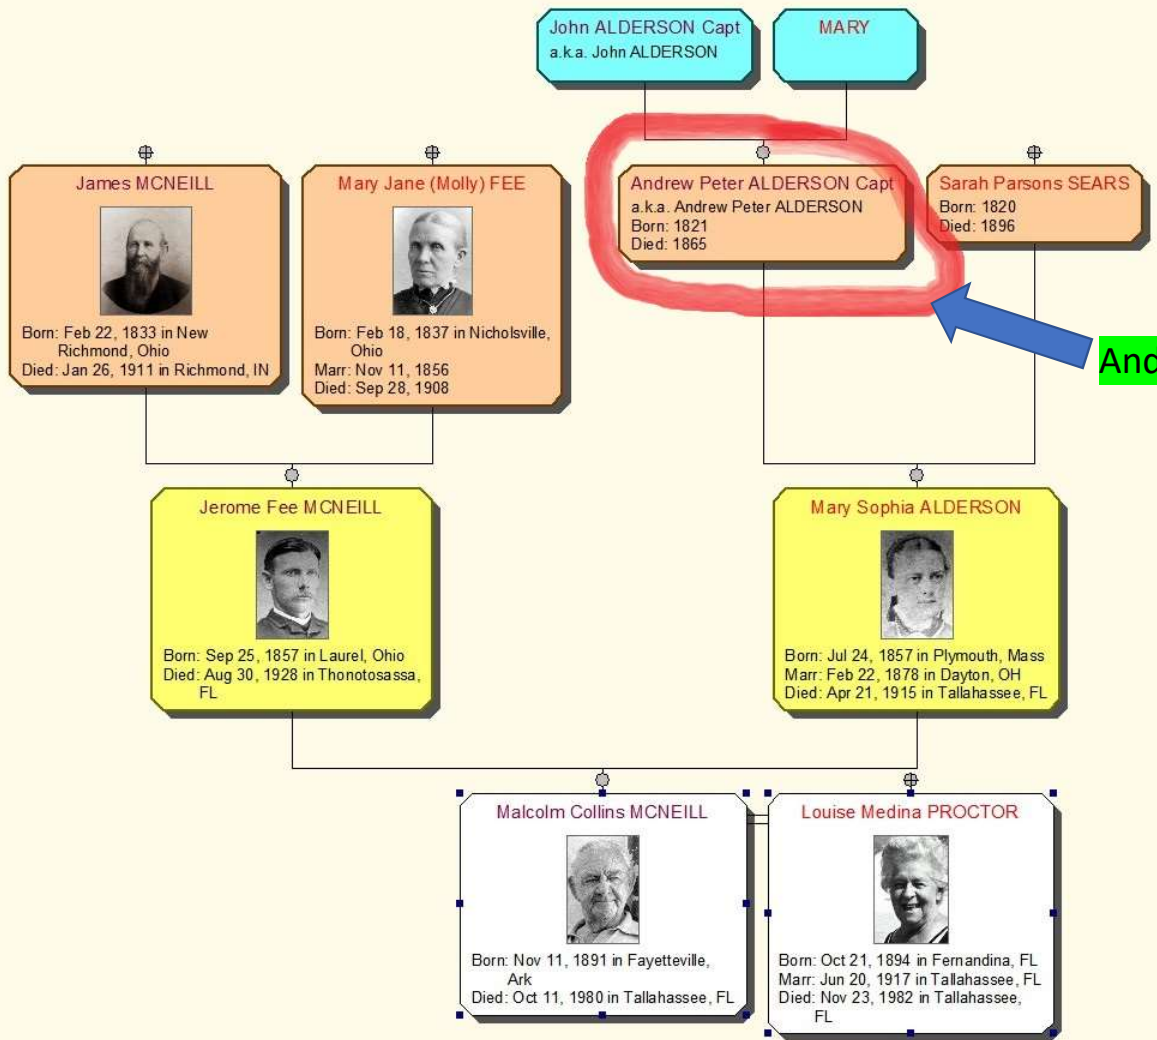 John ALDERSON Capt
a.k.a. John ALDERSON
MARY
James MCNEILL
Born: Feb 22, 1833 in New
Richmond, Ohio
Died: Jan 26, 1911 in Richmond, IN
Mary Jane (Molly) FEE
Born: Feb 18, 1837 in Nicholsville,
Ohio
Marr: Nov 11, 1856
Died: Sep 28, 1908
Andrew Peter ALDERSON Capt
a.k.a. Andrew Peter ALDERSON
Born: 1821
Died: 1865
Sarah Parsons SEARS
Born: 1820
Died: 1896
Jerome Fee MCNEILL
Born: Sep 25, 1857 in Laurel, Ohio
Died: Aug 30, 1928 in Thonotosassa,
FL
Mary Sophia ALDERSON
Born: Jul 24, 1857 in Plymouth, Mass
Marr: Feb 22, 1878 in Dayton, OH
Died: Apr 21, 1915 in Tallahassee, FL
Malcolm Collins MCNEILL
Born: Nov 11, 1891 in Fayetteville,
Ark
Died: Oct 11, 1980 in Tallahassee, FL
Louise Medina PROCTOR
Born: Oct 21, 1894 in Fernandina, FL
Marr: Jun 20, 1917 in Tallahassee, FL
Died: Nov 23, 1982 in Tallahassee,
FL